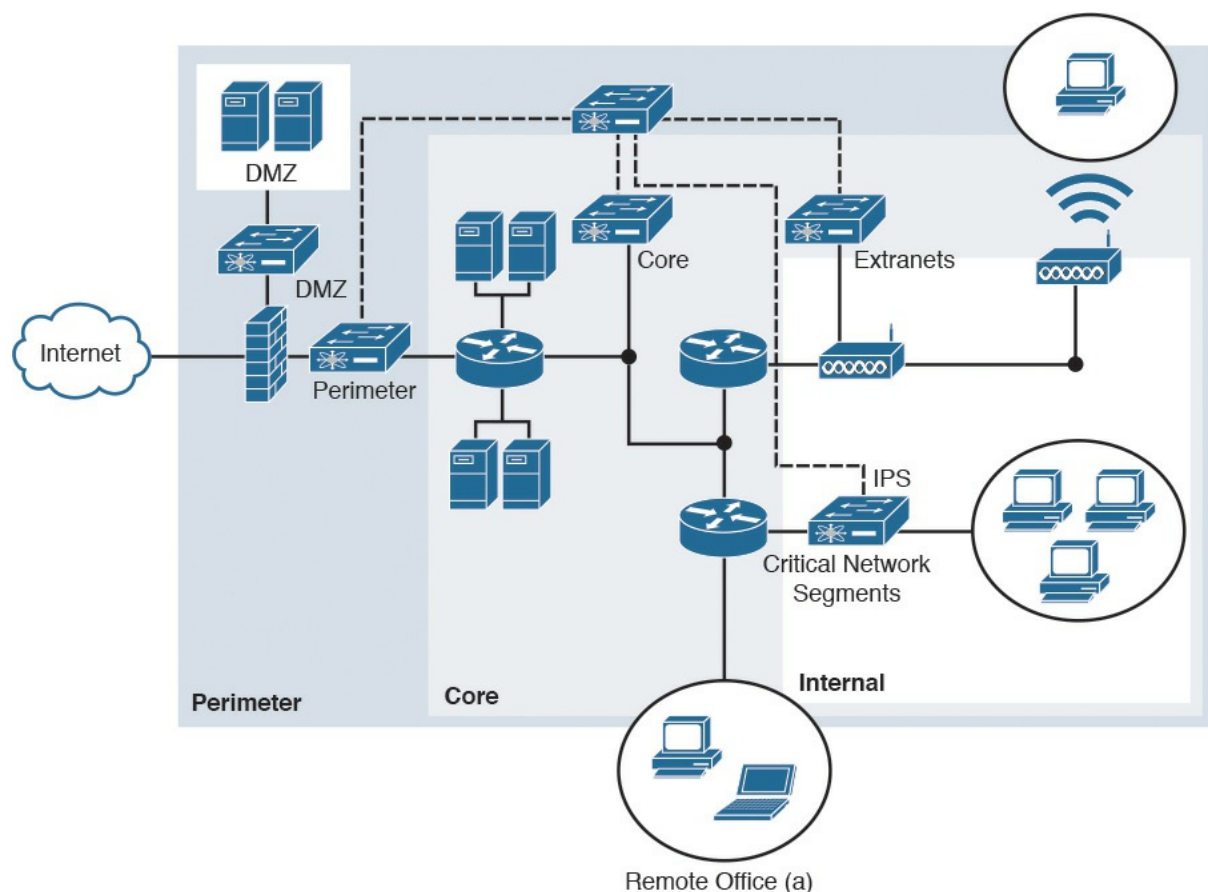 DMZ
Core
Extranets
DMZ
Internet
Perimeter
IPS
Critical Network
Segments
Perimeter
Core
Internal
Remote Office (a)